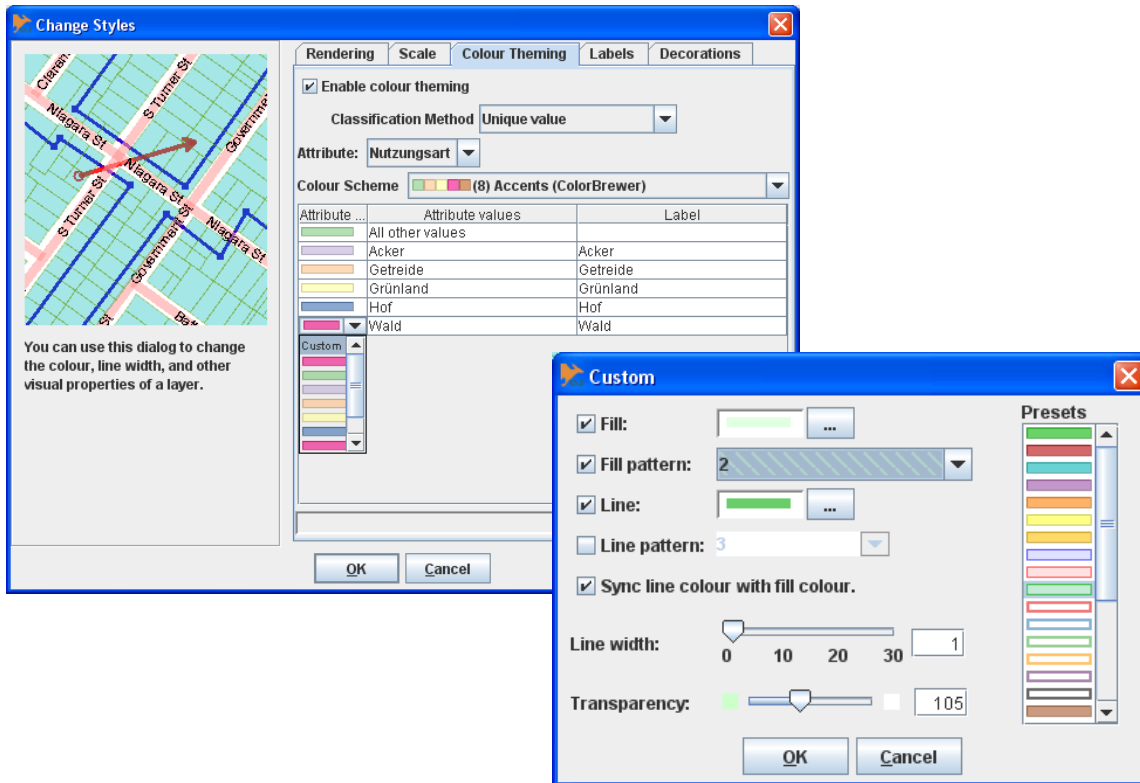 Change Styles
Claren
S Turner St
Niagara St
Governme
Niagara St
S Turner St
Government St
Niagara St
St
Bat
You can use this dialog to change
the colour, line width, and other
visual properties of a layer.
Rendering Scale Colour Theming Labels Decorations
Enable colour theming
Classification Method Unique value
Attribute: Nutzungsart
Colour Scheme (8) Accents (ColorBrewer)
Attribute ... Attribute values Label
All other values
Acker Acker
Getreide Getreide
Grünland Grünland
Hof Hof
Wald Wald
Custom
OK Cancel
Custom
Fill: ...
Fill pattern: 2
Line: ...
Line pattern: 3
Sync line colour with fill colour.
Line width: 0 10 20 30 1
Transparency: 105
Presets
OK Cancel